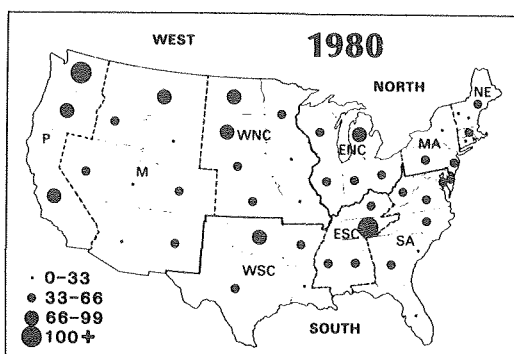 WEST
1980
NORTH
NE
P
WNC
ENC
MA
M
ESC
SA
WSC
0-33
33-66
66-99
100+
SOUTH